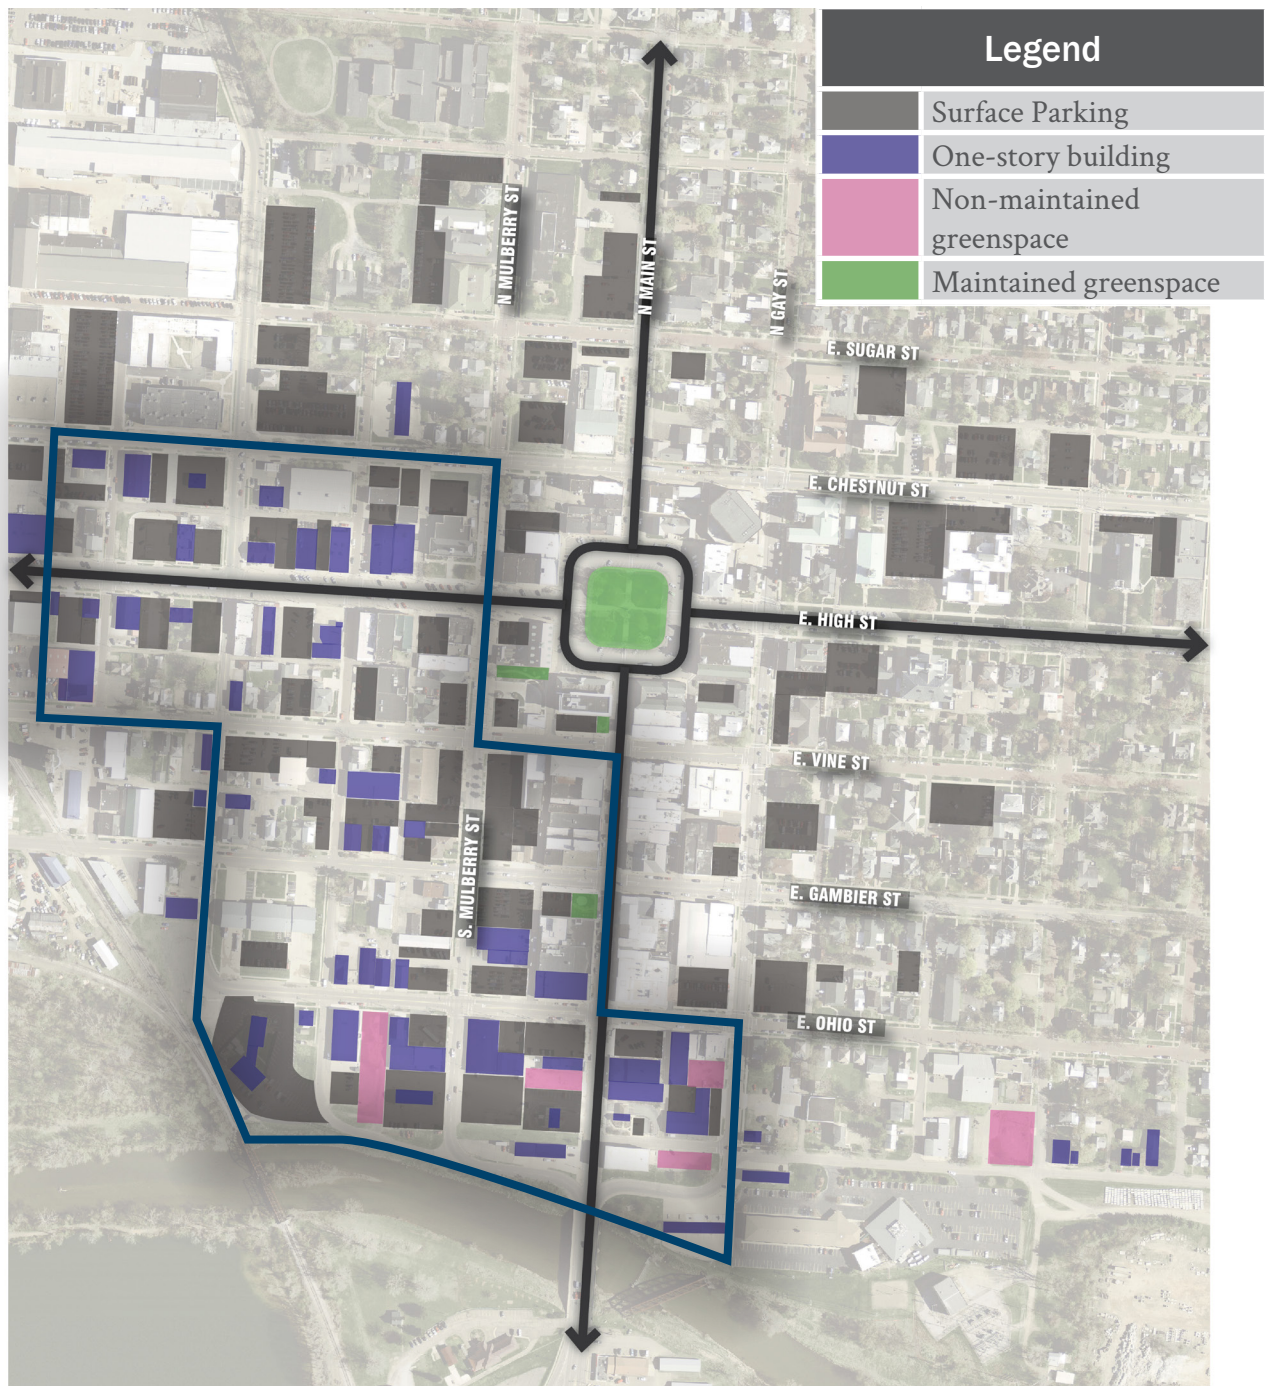 Legend
Surface Parking
One-story building
Non-maintained
greenspace
Maintained greenspace
N MULBERRY ST
N MAIN ST
N GAY ST
E. SUGAR ST
E. CHESTNUT ST
E. HIGH ST
E. VINE ST
S. MULBERRY ST
E. GAMBIER ST
E. OHIO ST